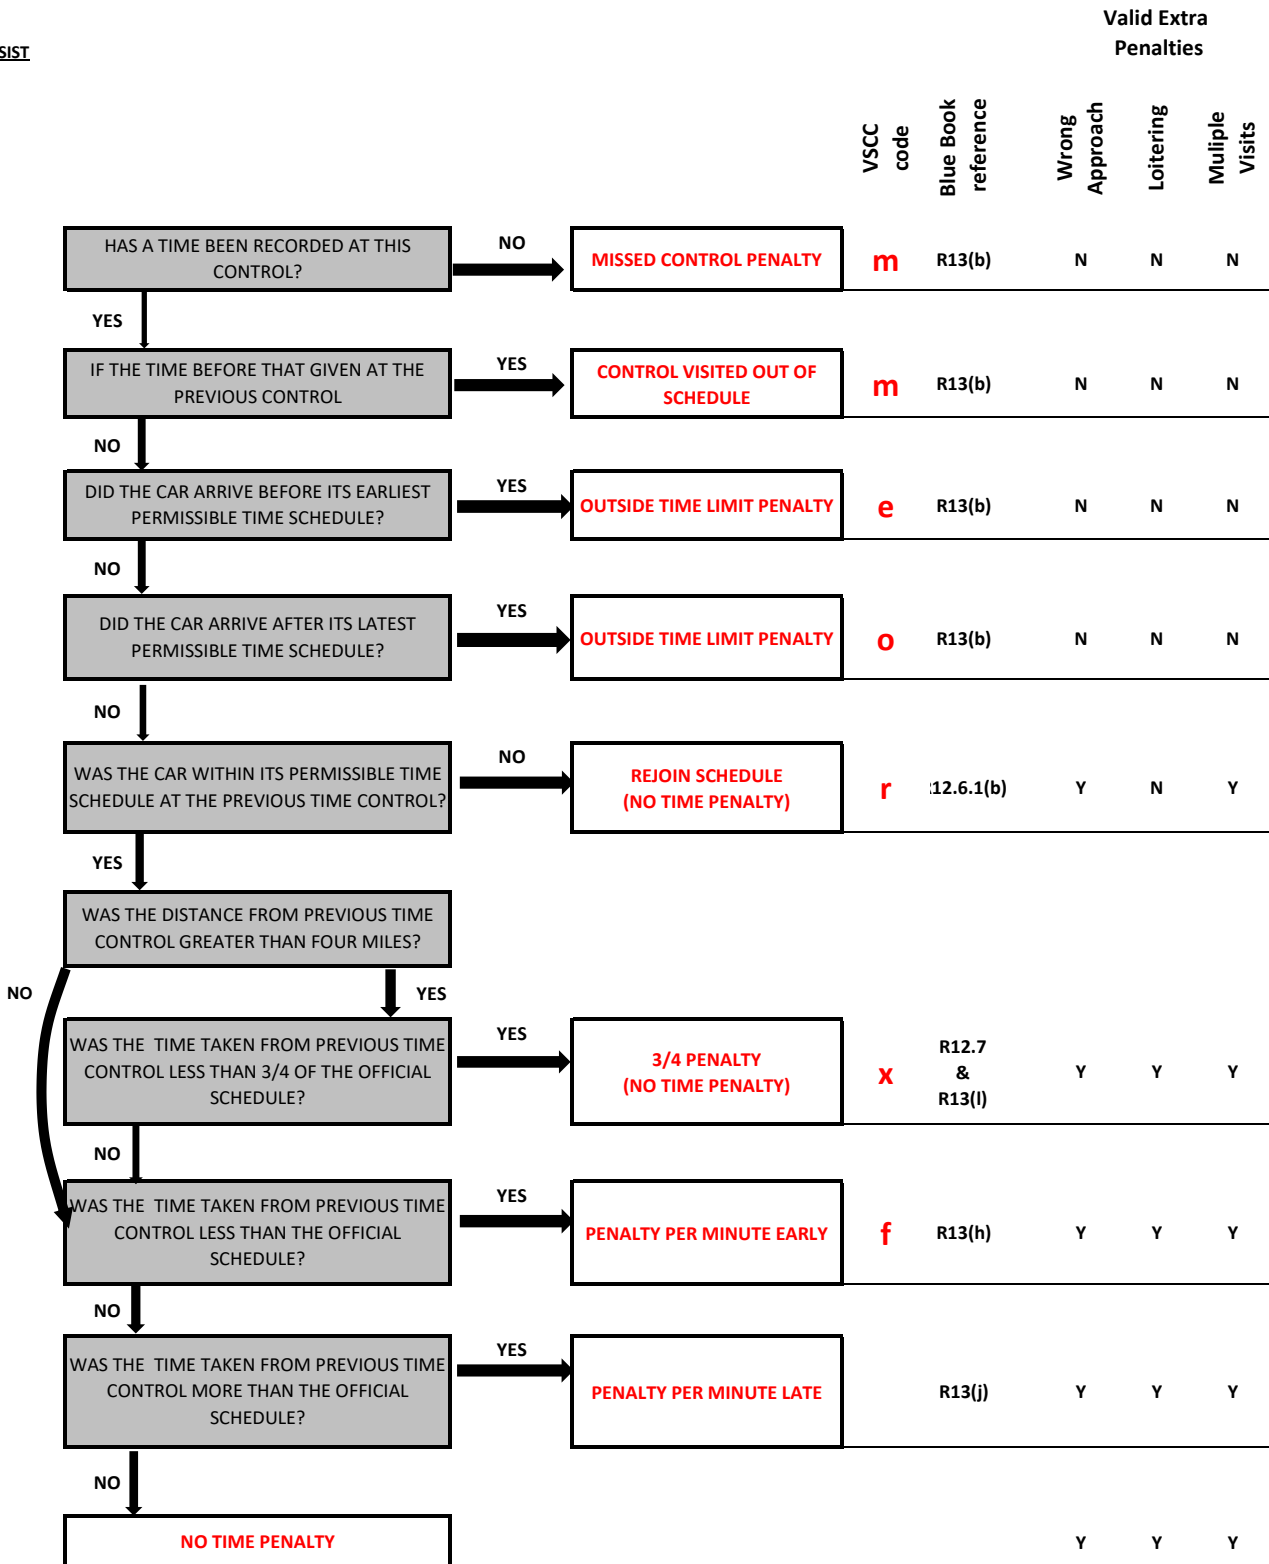 Valid Extra
Penalties
SIST
VSCC
code
Blue Book
reference
Wrong
Approach
Loitering
Muliple
Visits
HAS A TIME BEEN RECORDED AT THIS
CONTROL?
NO
MISSED CONTROL PENALTY
m
R13(b)
N
N
N
YES
IF THE TIME BEFORE THAT GIVEN AT THE
PREVIOUS CONTROL
YES
CONTROL VISITED OUT OF
SCHEDULE
m
R13(b)
N
N
N
NO
DID THE CAR ARRIVE BEFORE ITS EARLIEST
PERMISSIBLE TIME SCHEDULE?
YES
OUTSIDE TIME LIMIT PENALTY
e
R13(b)
N
N
N
NO
DID THE CAR ARRIVE AFTER ITS LATEST
PERMISSIBLE TIME SCHEDULE?
YES
OUTSIDE TIME LIMIT PENALTY
o
R13(b)
N
N
N
NO
WAS THE CAR WITHIN ITS PERMISSIBLE TIME
SCHEDULE AT THE PREVIOUS TIME CONTROL?
NO
REJOIN SCHEDULE
(NO TIME PENALTY)
r
12.6.1(b)
Y
N
Y
YES
WAS THE DISTANCE FROM PREVIOUS TIME
CONTROL GREATER THAN FOUR MILES?
NO
YES
WAS THE TIME TAKEN FROM PREVIOUS TIME
CONTROL LESS THAN 3/4 OF THE OFFICIAL
SCHEDULE?
YES
3/4 PENALTY
(NO TIME PENALTY)
x
R12.7
&
R13(l)
Y
Y
Y
NO
WAS THE TIME TAKEN FROM PREVIOUS TIME
CONTROL LESS THAN THE OFFICIAL
SCHEDULE?
YES
PENALTY PER MINUTE EARLY
f
R13(h)
Y
Y
Y
NO
WAS THE TIME TAKEN FROM PREVIOUS TIME
CONTROL MORE THAN THE OFFICIAL
SCHEDULE?
YES
PENALTY PER MINUTE LATE
R13(j)
Y
Y
Y
NO
NO TIME PENALTY
Y
Y
Y